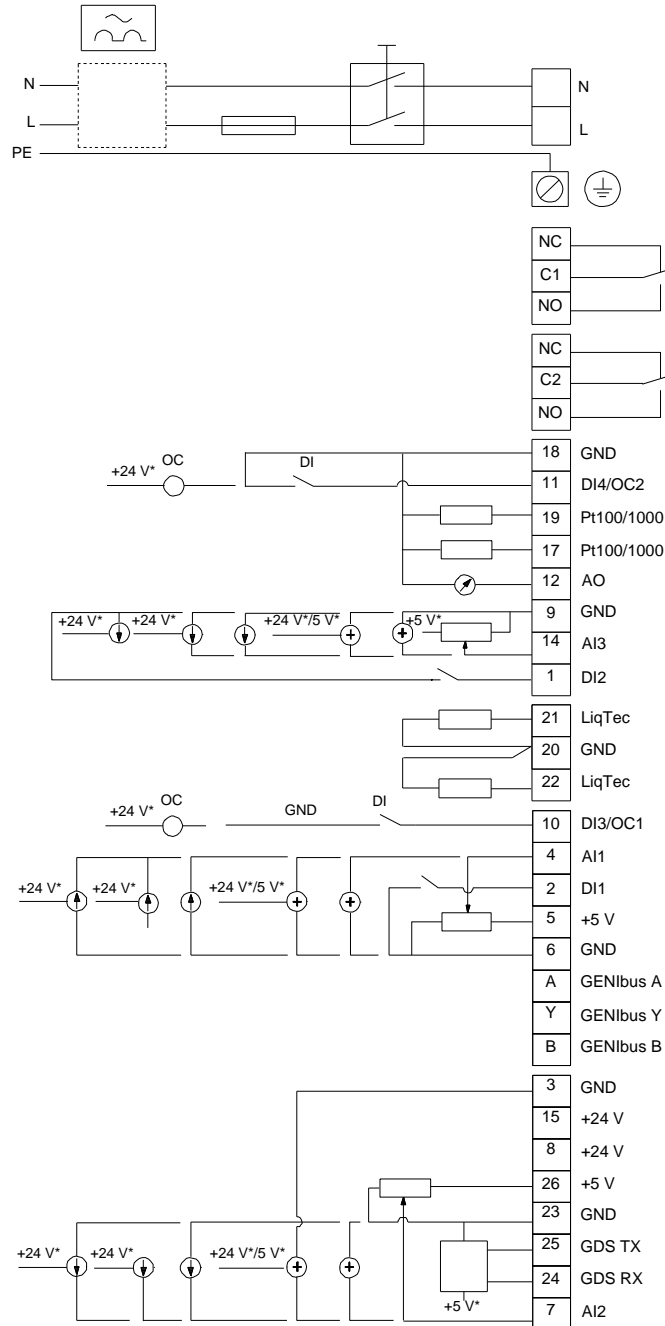 N N
L L
PE
NC
C1
NO
NC
C2
NO
18 GND
+24 V* OC DI 11 DI4/OC2
19 Pt100/1000
17 Pt100/1000
12 AO
9 GND
+24 V* +24 V* +24 V*/5 V* +5 V*
14 AI3
1 DI2
21 LiqTec
20 GND
22 LiqTec
+24 V* OC GND DI 10 DI3/OC1
4 AI1
+24 V* +24 V* +24 V*/5 V* 2 DI1
5 +5 V
6 GND
A GENIbus A
Y GENIbus Y
B GENIbus B
3 GND
15 +24 V
8 +24 V
26 +5 V
23 GND
+24 V* +24 V* +24 V*/5 V* 25 GDS TX
24 GDS RX
+5 V* 7 AI2